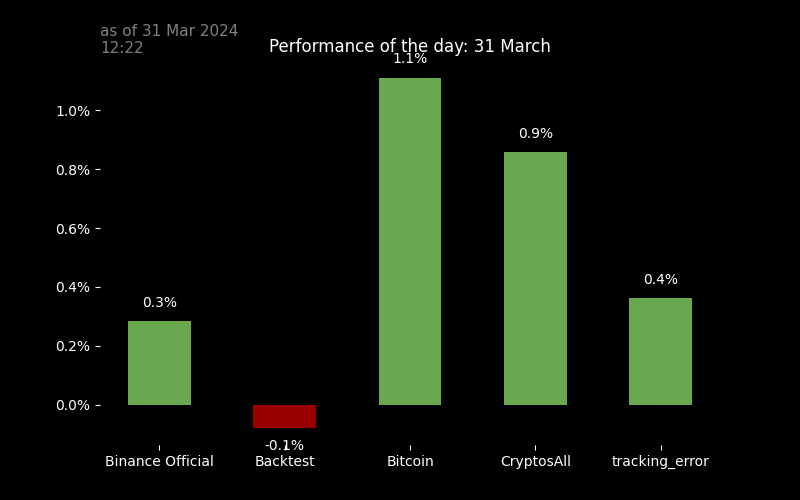 as of 31 Mar 2024
12:22
Performance of the day: 31 March
1.1%
1.0%
0.9%
0.8%
0.6%
0.4%
0.4%
0.3%
0.2%
0.0%
-0.1%
Binance Official
Backtest
Bitcoin
CryptosAll
tracking_error